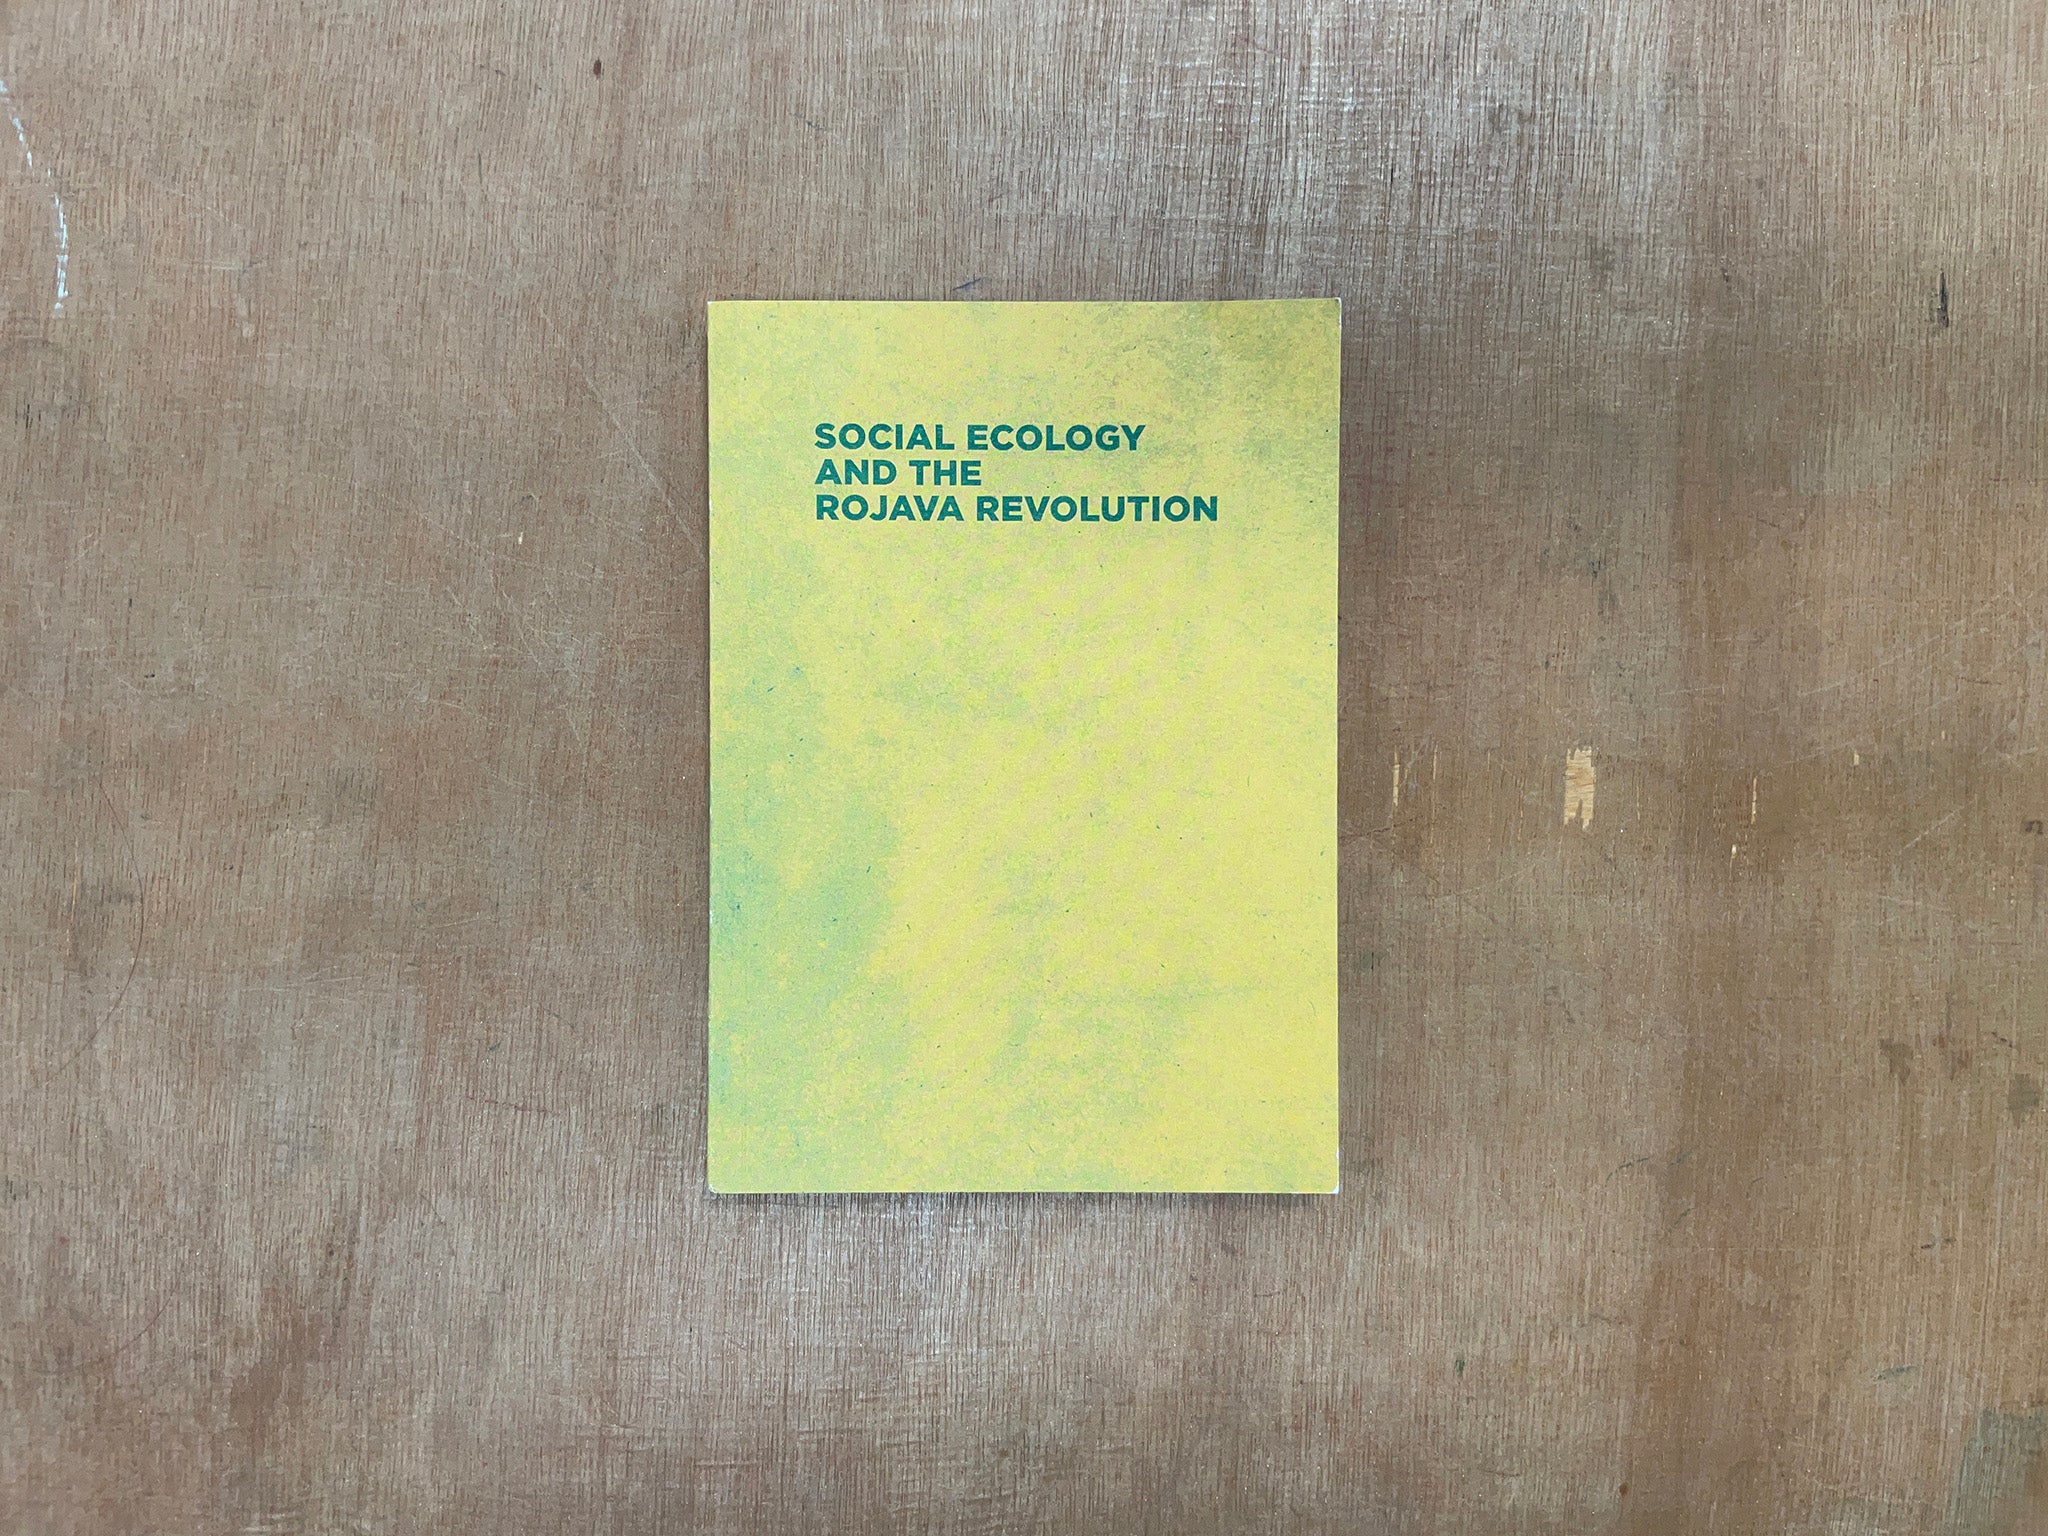 SOCIAL ECOLOGY
AND THE
ROJAVA REVOLUTION